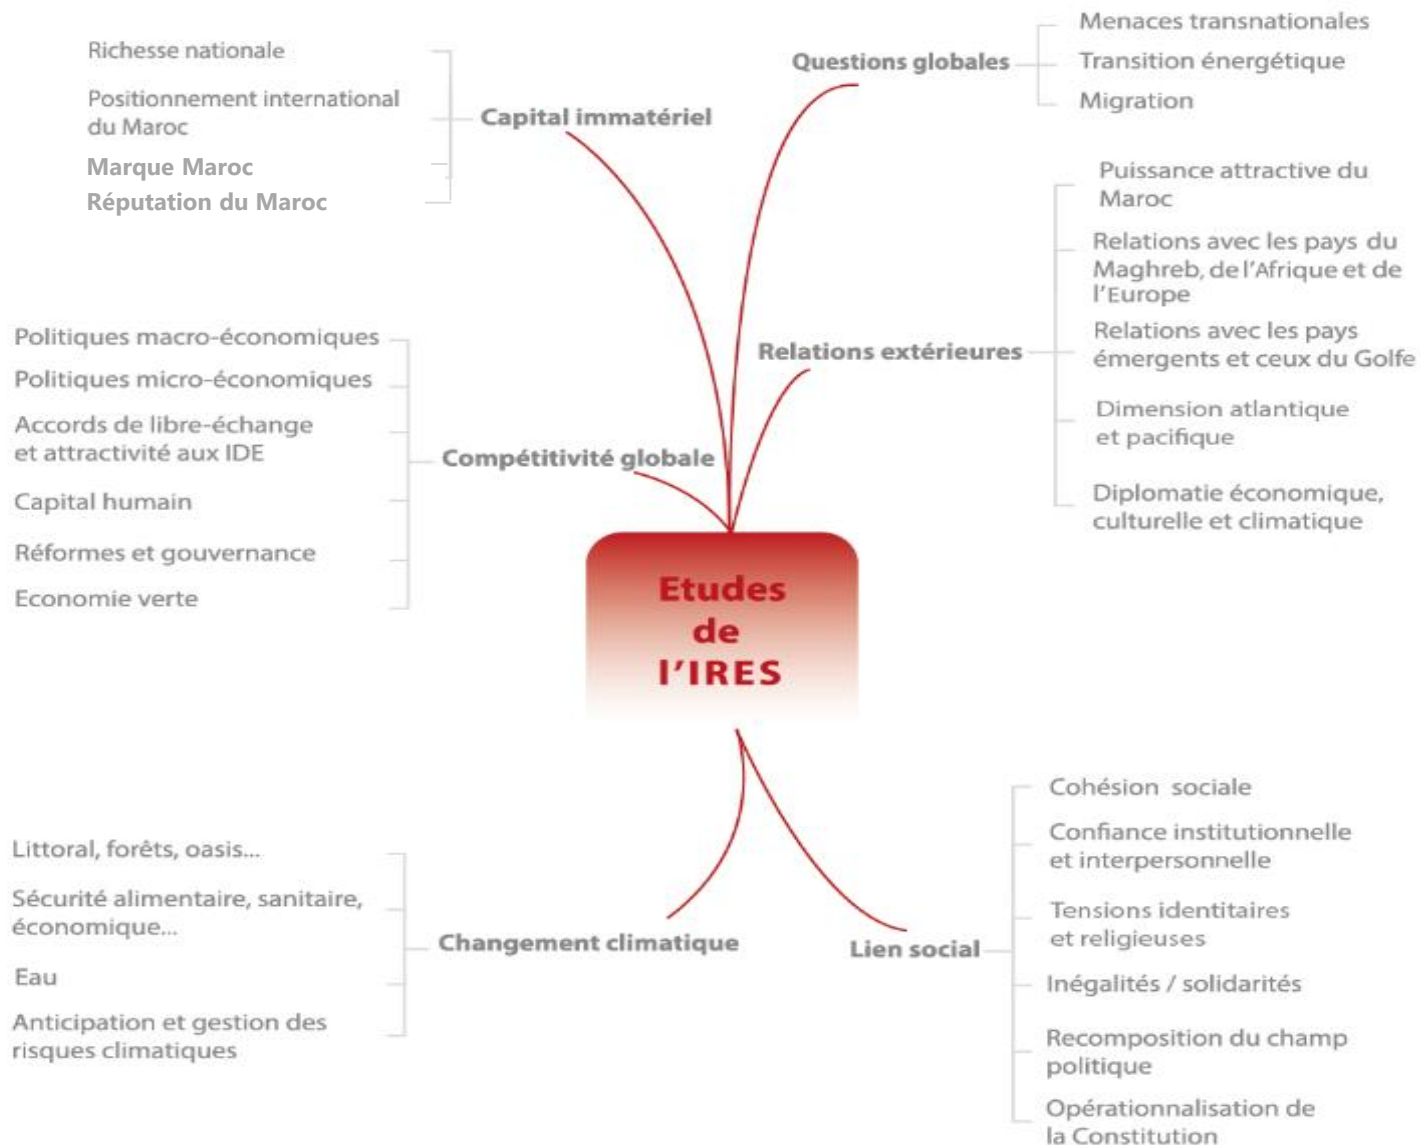 Richesse nationale
Positionnement international
du Maroc
Marque Maroc
Réputation du Maroc
Capital immatériel
Questions globales
Menaces transnationales
Transition énergétique
Migration
Puissance attractive du
Maroc
Relations avec les pays du
Maghreb, de l'Afrique et de
l'Europe
Relations avec les pays
émergents et ceux du Golfe
Dimension atlantique
et pacifique
Diplomatie économique,
culturelle et climatique
Relations extérieures
Politiques macro-économiques
Politiques micro-économiques
Accords de libre-échange
et attractivité aux IDE
Capital humain
Réformes et gouvernance
Economie verte
Compétitivité globale
Etudes
de
l'IRES
Littoral, forêts, oasis...
Sécurité alimentaire, sanitaire,
économique...
Eau
Anticipation et gestion des
risques climatiques
Changement climatique
Lien social
Cohésion sociale
Confiance institutionnelle
et interpersonnelle
Tensions identitaires
et religieuses
Inégalités / solidarités
Recomposition du champ
politique
Opérationnalisation de
la Constitution